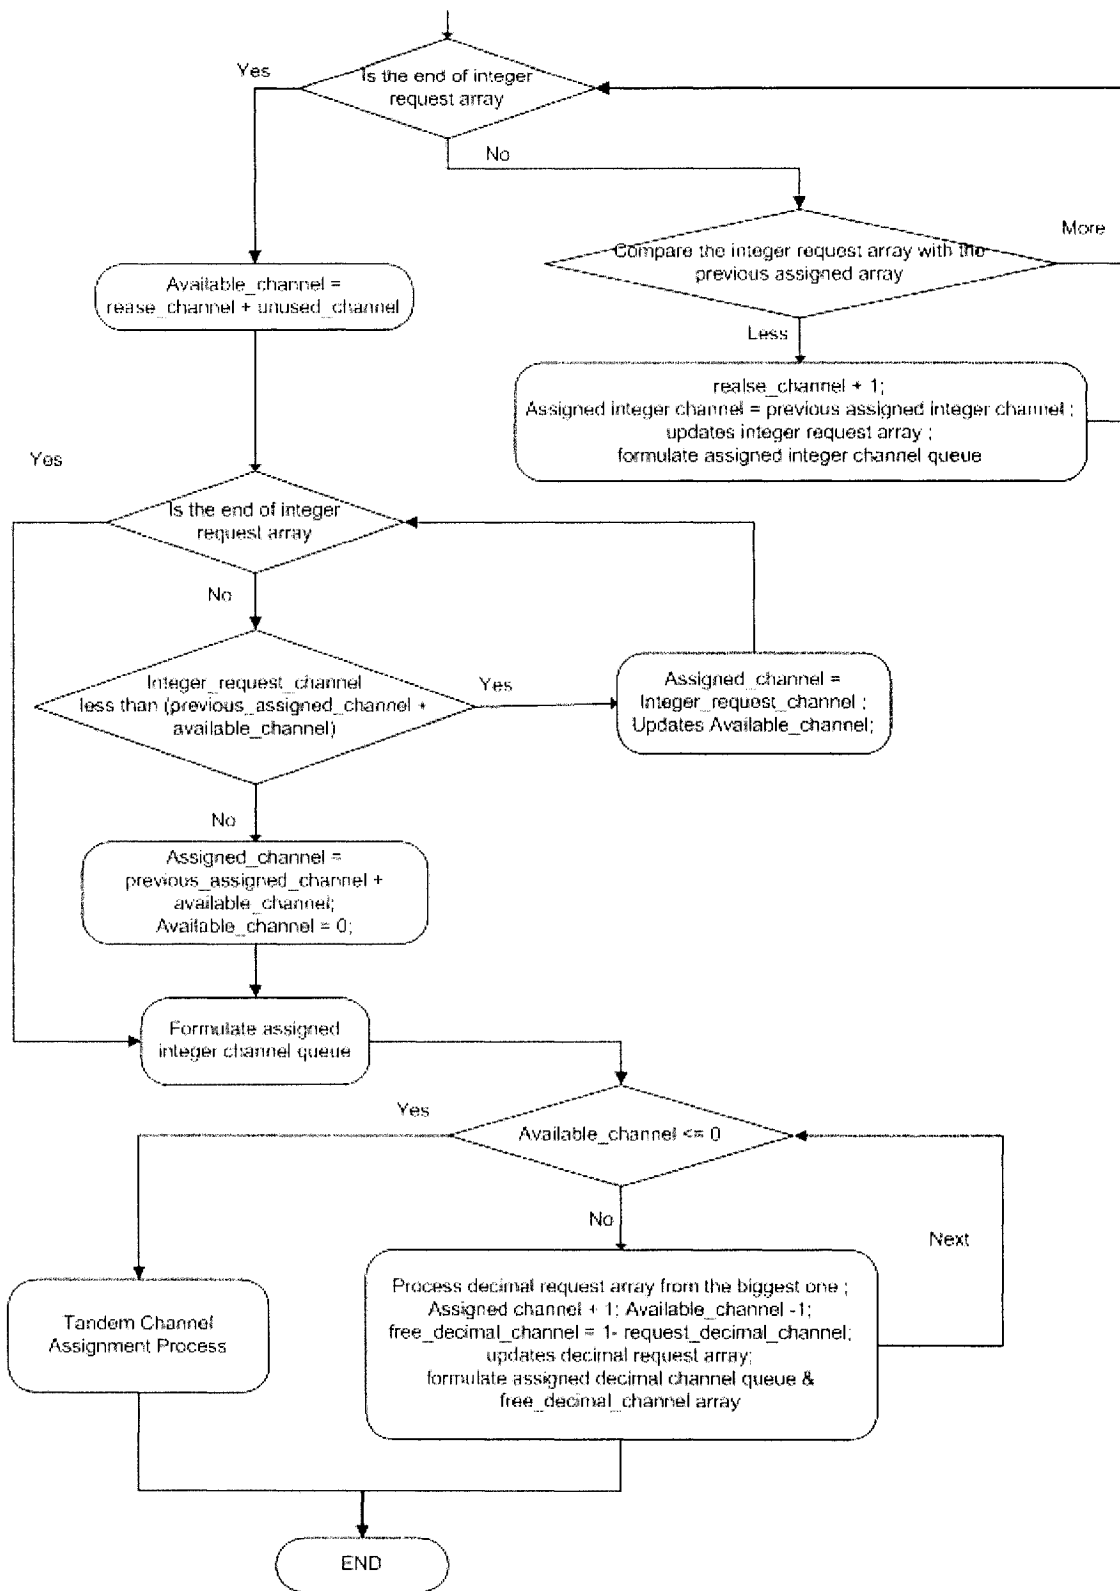 Is the end of integer
request array
Yes
No
Compare the integer request array with the
previous assigned array
More
Less
Available_channel =
rease_channel + unused_channel
realse_channel + 1;
Assigned integer channel = previous assigned integer channel ;
updates integer request array ;
formulate assigned integer channel queue
Yes
Is the end of integer
request array
No
Integer_request_channel
less than (previous_assigned_channel +
available_channel)
Yes
Assigned_channel =
Integer_request_channel ;
Updates Available_channel;
No
Assigned_channel =
previous_assigned_channel +
available_channel;
Available_channel = 0;
Formulate assigned
integer channel queue
Yes
Available_channel <= 0
No
Next
Tandem Channel
Assignment Process
Process decimal request array from the biggest one ;
Assigned channel + 1; Available_channel -1;
free_decimal_channel = 1- request_decimal_channel;
updates decimal request array;
formulate assigned decimal channel queue &
free_decimal_channel array
END